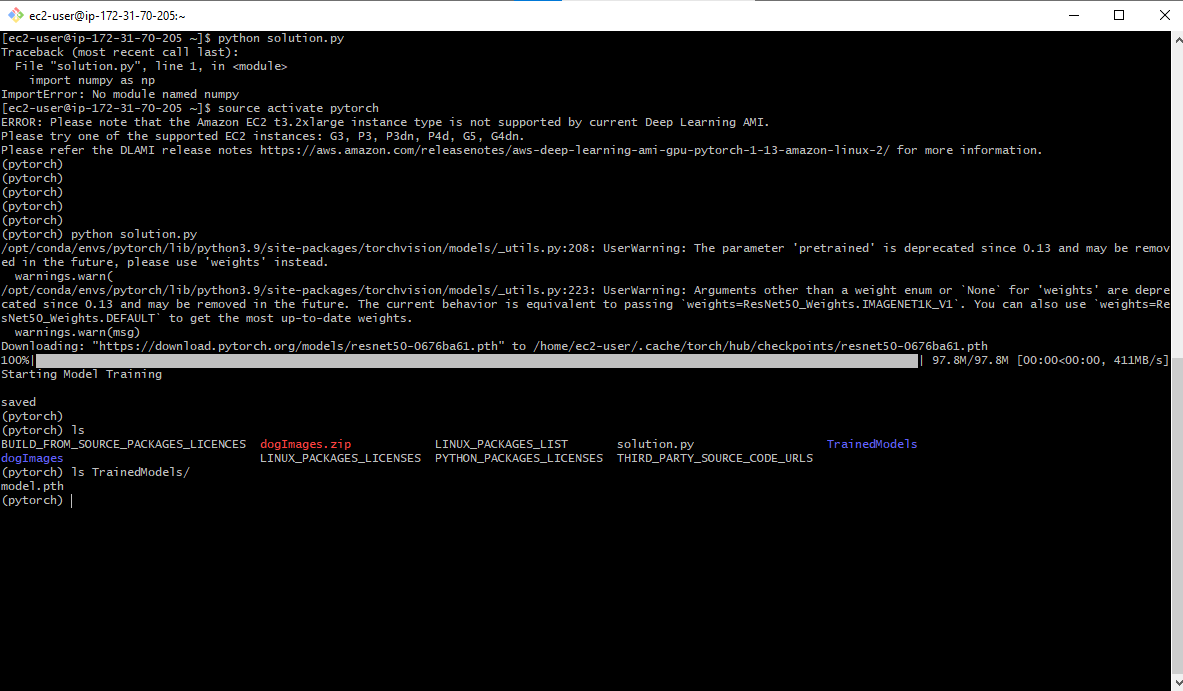 ec2-user@ip-172-31-70-205:~
[ec2-user@ip-172-31-70-205 ~]$ python solution.py
Traceback (most recent call last):
  File "solution.py", line 1, in <module>
    import numpy as np
ImportError: No module named numpy
[ec2-user@ip-172-31-70-205 ~]$ source activate pytorch
ERROR: Please note that the Amazon EC2 t3.2xlarge instance type is not supported by current Deep Learning AMI.
Please try one of the supported EC2 instances: G3, P3, P3dn, P4d, G5, G4dn.
Please refer the DLAMI release notes https://aws.amazon.com/releasenotes/aws-deep-learning-ami-gpu-pytorch-1-13-amazon-linux-2/ for more information.
(pytorch)
(pytorch)
(pytorch)
(pytorch)
(pytorch)
(pytorch) python solution.py
/opt/conda/envs/pytorch/lib/python3.9/site-packages/torchvision/models/_utils.py:208: UserWarning: The parameter 'pretrained' is deprecated since 0.13 and may be remov
ed in the future, please use 'weights' instead.
  warnings.warn(
/opt/conda/envs/pytorch/lib/python3.9/site-packages/torchvision/models/_utils.py:223: UserWarning: Arguments other than a weight enum or `None` for 'weights' are depre
cated since 0.13 and may be removed in the future. The current behavior is equivalent to passing `weights=ResNet50_Weights.IMAGENET1K_V1`. You can also use `weights=Re
sNet50_Weights.DEFAULT` to get the most up-to-date weights.
  warnings.warn(msg)
Downloading: "https://download.pytorch.org/models/resnet50-0676ba61.pth" to /home/ec2-user/.cache/torch/hub/checkpoints/resnet50-0676ba61.pth
100%| | 97.8M/97.8M [00:00<00:00, 411MB/s]
Starting Model Training
saved
(pytorch)
(pytorch) ls
BUILD_FROM_SOURCE_PACKAGES_LICENCES  dogImages.zip  LINUX_PACKAGES_LIST  solution.py  TrainedModels
dogImages  LINUX_PACKAGES_LICENSES  PYTHON_PACKAGES_LICENSES  THIRD_PARTY_SOURCE_CODE_URLS
(pytorch) ls TrainedModels/
model.pth
(pytorch)